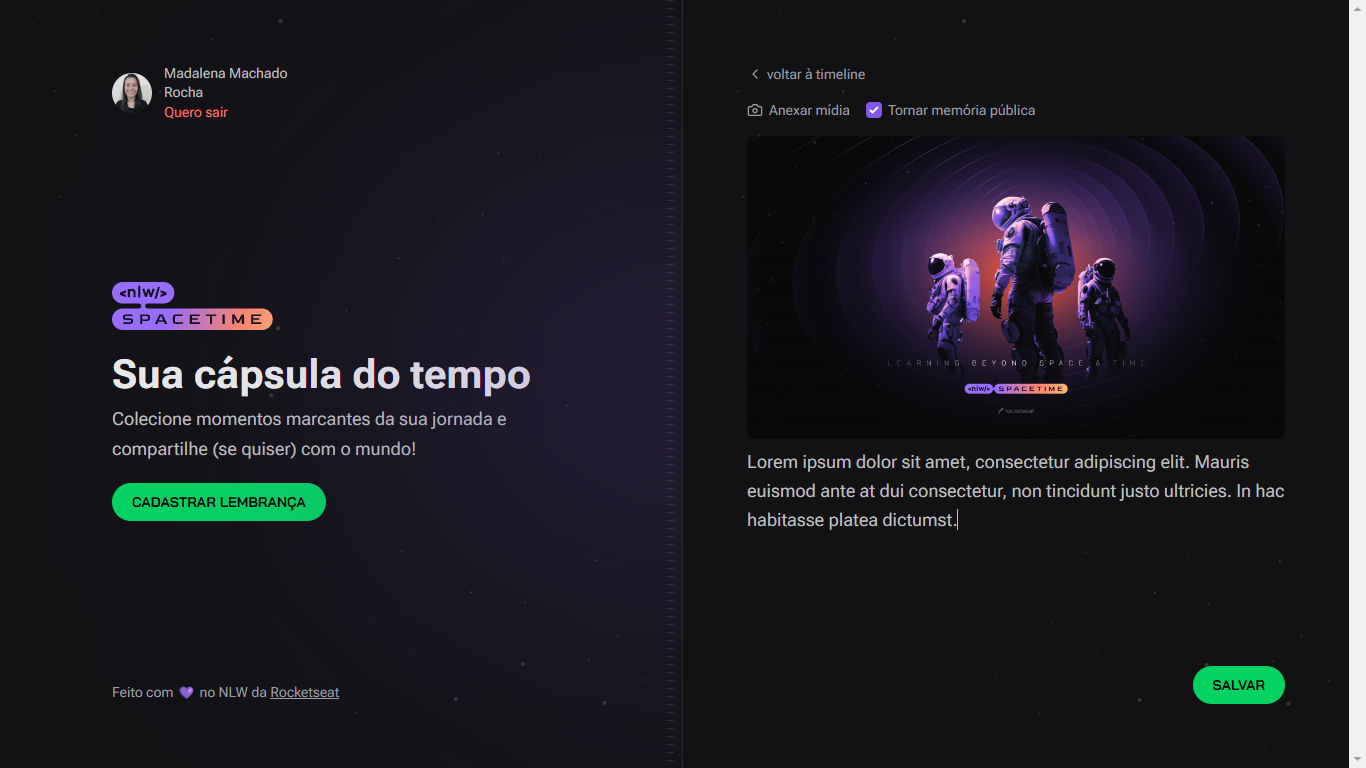 Madalena Machado
Rocha
Quero sair
<nlw/>
SPACETIME
Sua cápsula do tempo
Colecione momentos marcantes da sua jornada e
compartilhe (se quiser) com o mundo!
CADASTRAR LEMBRANÇA
Feito com 💜 no NLW da Rocketseat
voltar à timeline
Anexar mídia Tornar memória pública
LEARNING BEYOND SPACE & TIME
<nlw/> SPACETIME
rocketseat
Lorem ipsum dolor sit amet, consectetur adipiscing elit. Mauris
euismod ante at dui consectetur, non tincidunt justo ultricies. In hac
habitasse platea dictumst.
SALVAR